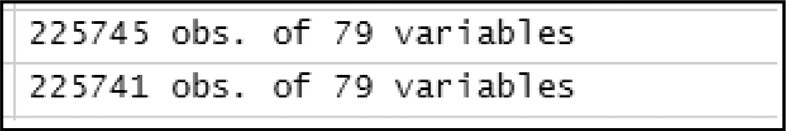 225745 obs. of 79 variables
225741 obs. of 79 variables